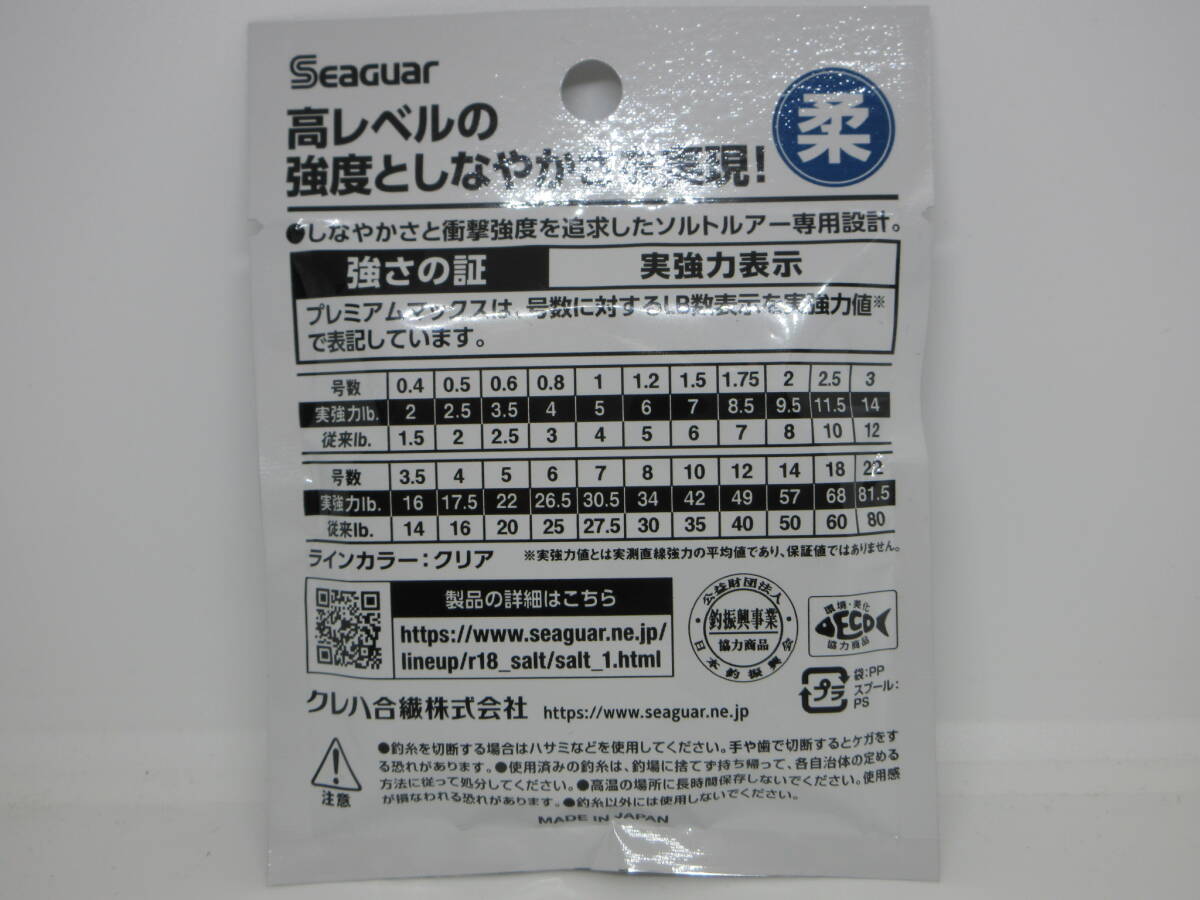 Seaguar
高レベルの
強度としなやかさを実現!
柔
●しなやかさと衝撃強度を追求したソルトルアー専用設計。
強さの証 実強力表示
プレミアムマックスは、号数に対するLB数表示を実強力値※
で表記しています。
号数 0.4 0.5 0.6 0.8 1 1.2 1.5 1.75 2 2.5 3
実強力lb. 2 2.5 3.5 4 5 6 7 8.5 9.5 11.5 14
従来lb. 1.5 2 2.5 3 4 5 6 7 8 10 12
号数 3.5 4 5 6 7 8 10 12 14 18 22
実強力lb. 16 17.5 22 26.5 30.5 34 42 49 57 68 81.5
従来lb. 14 16 20 25 27.5 30 35 40 50 60 80
ラインカラー:クリア ※実強力値とは実測直線強力の平均値であり、保証値ではありません。
製品の詳細はこちら
https://www.seaguar.ne.jp/
lineup/r18_salt/salt_1.html
公益財団法人
釣振興事業
協力商品
日本釣振興会
環境・美化
ECO
協力商品
プラ
袋:PP
スプール:
PS
クレハ合繊株式会社 https://www.seaguar.ne.jp
注意
●釣糸を切断する場合はハサミなどを使用してください。手や歯で切断するとケガをす
る恐れがあります。●使用済みの釣糸は、釣場に捨てず持ち帰って、各自治体の定める
方法に従って処分してください。●高温の場所に長時間保存しないでください。使用感
が損なわれる恐れがあります。●釣糸以外には使用しないでください。
MADE IN JAPAN